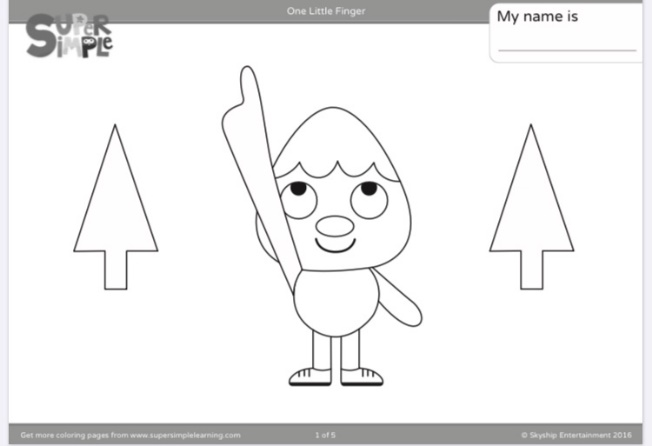 One Little Finger
SUPER
SIMPLE
My name is
Get more coloring pages from www.supersimplelearning.com
1 of 5
© Skyship Entertainment 2016